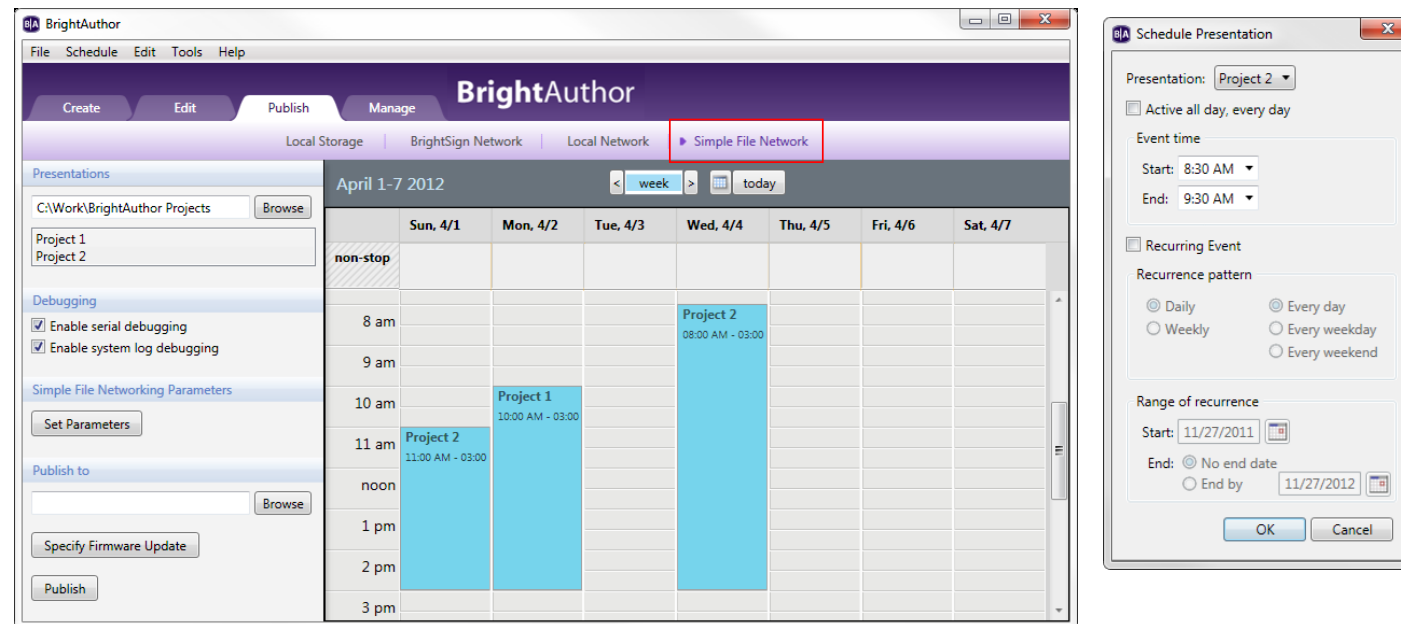 BrightAuthor
File Schedule Edit Tools Help
BrightAuthor
Create Edit Publish Manage
Local Storage BrightSign Network Local Network Simple File Network
Presentations
C:\Work\BrightAuthor Projects Browse
Project 1
Project 2
Debugging
Enable serial debugging
Enable system log debugging
Simple File Networking Parameters
Set Parameters
Publish to
Browse
Specify Firmware Update
Publish
April 1-7 2012 < week > today
Sun, 4/1 Mon, 4/2 Tue, 4/3 Wed, 4/4 Thu, 4/5 Fri, 4/6 Sat, 4/7
non-stop
8 am
9 am
10 am
11 am
noon
1 pm
2 pm
3 pm
Project 2
11:00 AM - 03:00
Project 1
10:00 AM - 03:00
Project 2
08:00 AM - 03:00
B|A Schedule Presentation
Presentation: Project 2
Active all day, every day
Event time
Start: 8:30 AM
End: 9:30 AM
Recurring Event
Recurrence pattern
Daily Every day
Weekly Every weekday
Every weekend
Range of recurrence
Start: 11/27/2011
End: No end date
End by 11/27/2012
OK Cancel